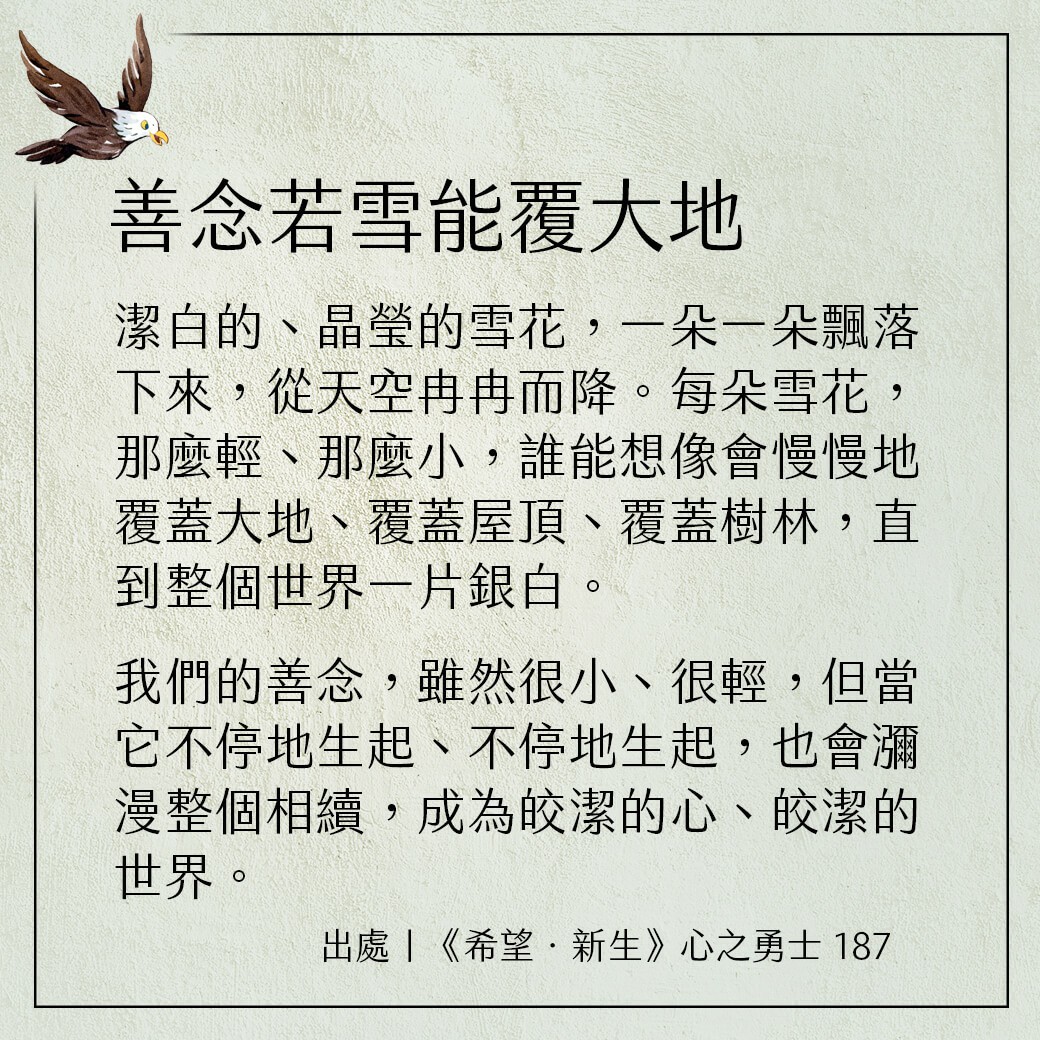 善念若雪能覆大地
潔白的、晶瑩的雪花，一朵一朵飄落
下來，從天空冉冉而降。每朵雪花，
那麼輕、那麼小，誰能想像會慢慢地
覆蓋大地、覆蓋屋頂、覆蓋樹林，直
到整個世界一片銀白。
我們的善念，雖然很小、很輕，但當
它不停地生起、不停地生起，也會瀰
漫整個相續，成為皎潔的心、皎潔的
世界。
出處｜《希望．新生》心之勇士 187